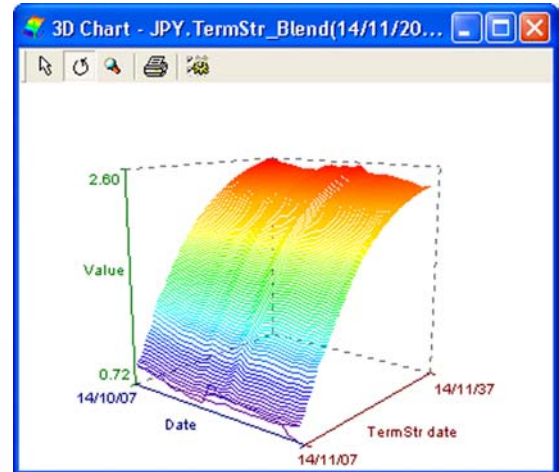 3D Chart - JPY.TermStr_Blend(14/11/20...
2.60
Value
0.72
14/10/07
Date
14/11/07
TermStr date
14/11/37